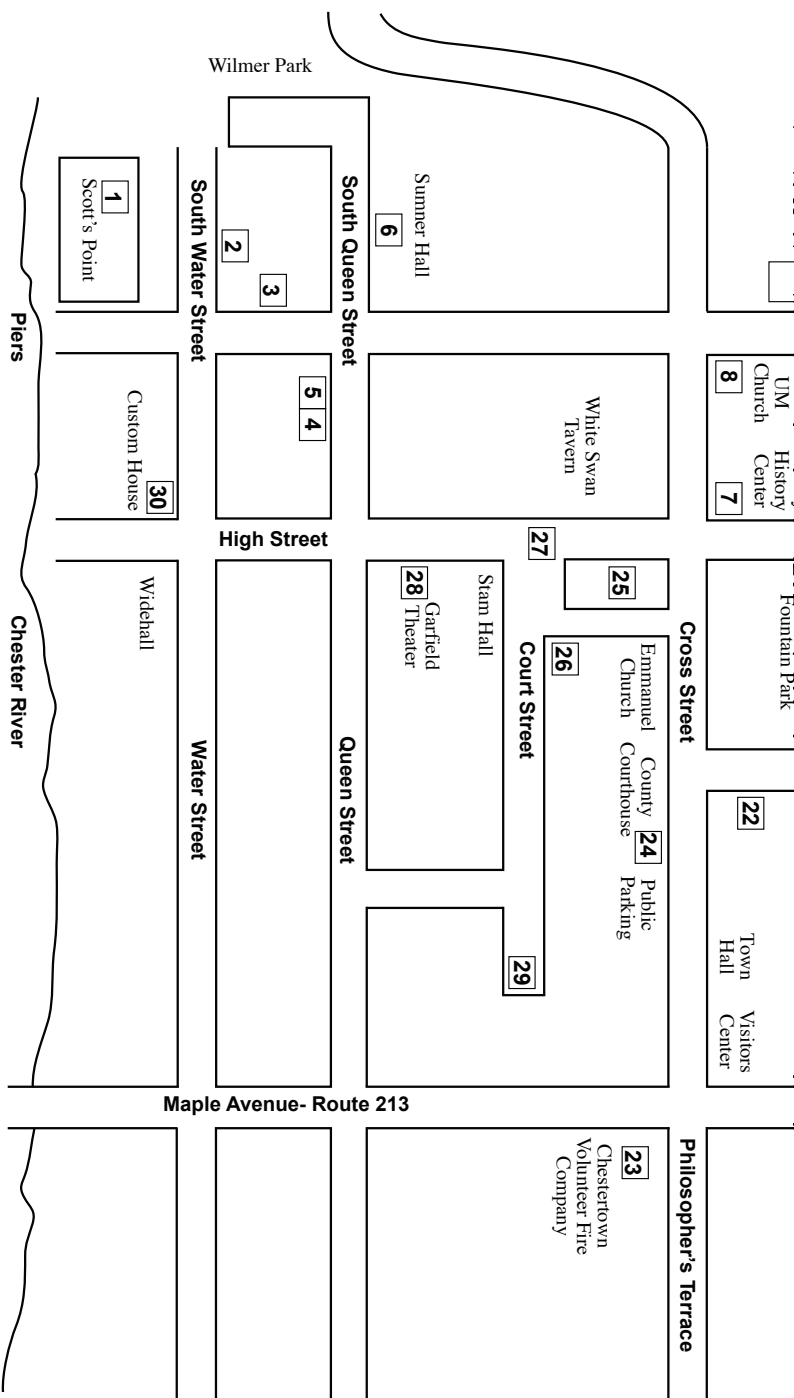 Wilmer Park
1
Scott's Point
South Water Street
2
3
South Queen Street
6
Sumner Hall
Piers
Custom House
30
5
4
White Swan
Tavern
8
UM
Church
7
History
Center
High Street
27
25
Chester River
Widehall
Water Street
Queen Street
28
Garfield
Theater
Stam Hall
Court Street
26
Emmanuel
Church
County
Courthouse
24
Public
Parking
29
Cross Street
Fountain Park
22
Town
Hall
Visitors
Center
Maple Avenue- Route 213
23
Chestertown
Volunteer Fire
Company
Philosopher's Terrace